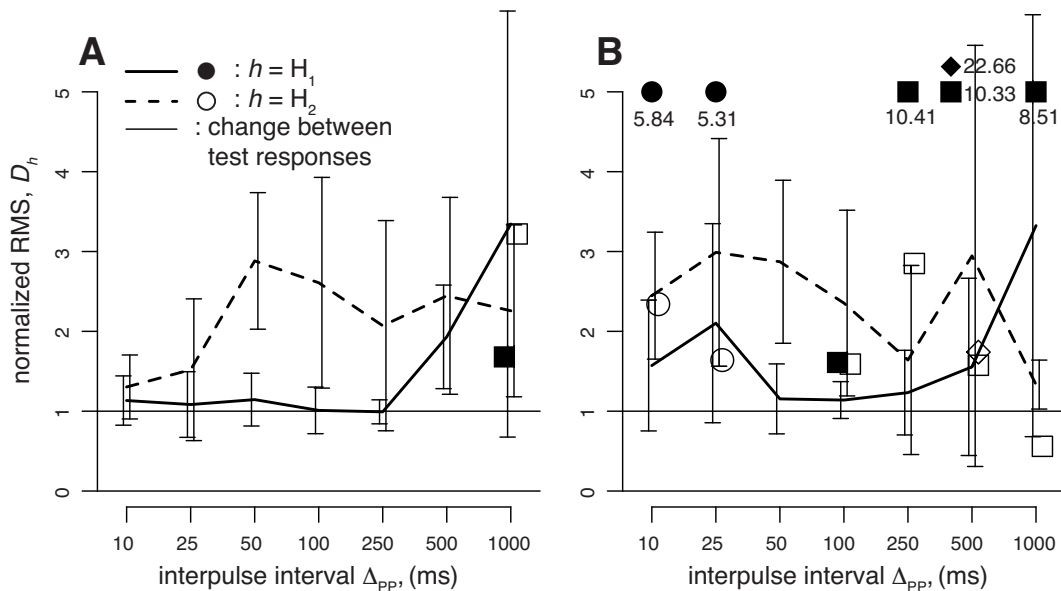 A
: h = H1
: h = H2
: change between
test responses
normalized RMS, Dh
5
4
3
2
1
0
10 25 50 100 250 500 1000
interpulse interval ΔPP, (ms)
B
22.66
5.84 5.31 10.41 10.33 8.51
5
4
3
2
1
0
10 25 50 100 250 500 1000
interpulse interval ΔPP, (ms)